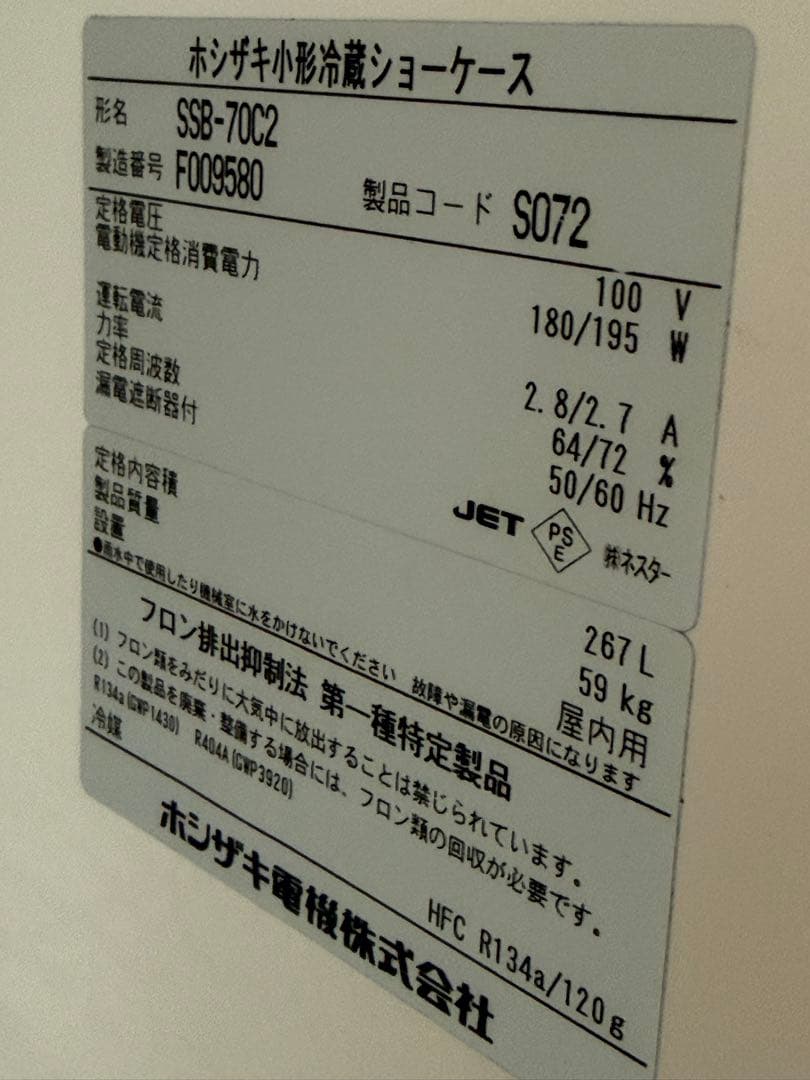 ホシザキ小形冷蔵ショーケース
形名 SSB-70C2
製造番号 F009580 製品コード S072
定格電圧 100 V
電動機定格消費電力 180/195 W
運転電流 2.8/2.7 A
力率 64/72 %
定格周波数 50/60 Hz
漏電遮断器付
JET PSE ㈱ネスター
定格内容積 267 L
製品質量 59 kg
設置 屋内用
●雨水中で使用したり機械室に水をかけないでください 故障や漏電の原因になります
フロン排出抑制法 第一種特定製品
(1) フロン類をみだりに大気中に放出することは禁じられています。
(2) この製品を廃棄・整備する場合には、フロン類の回収が必要です。
R134a(GWP1430) R404A(GWP3920)
冷媒 HFC R134a/120g
ホシザキ電機株式会社